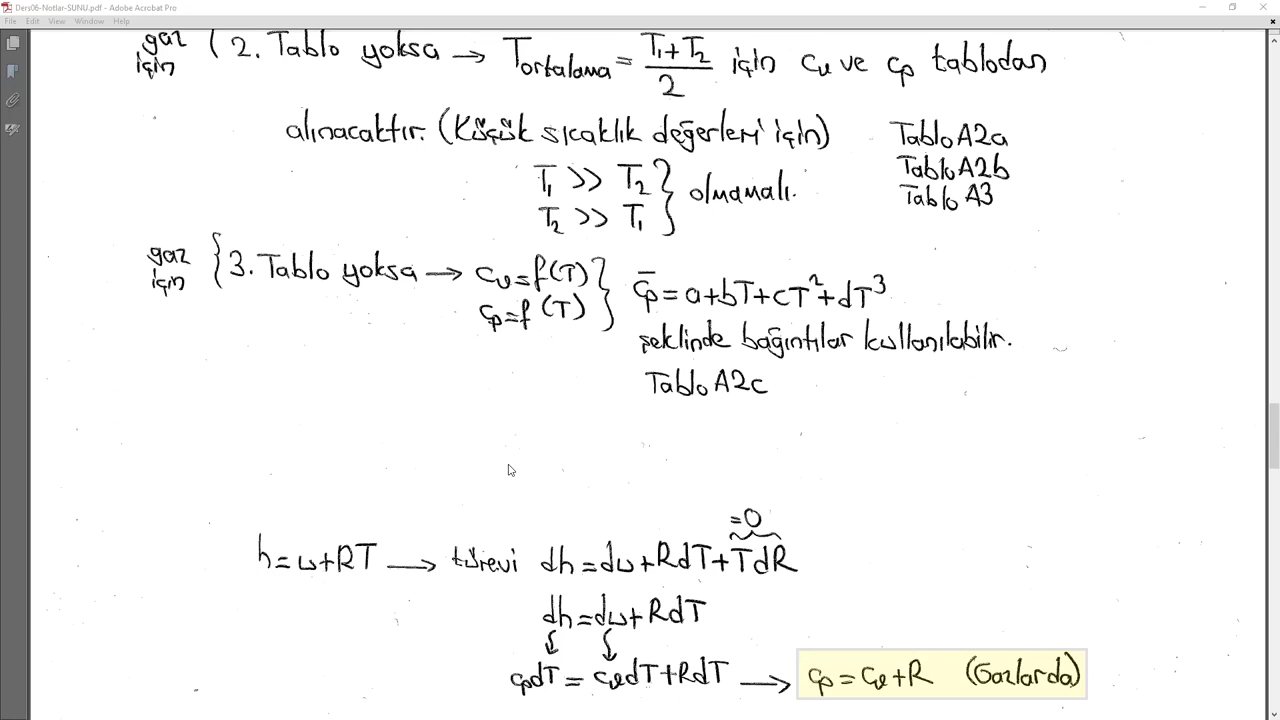 Ders06-Notlar-SUNU.pdf - Adobe Acrobat Pro
File Edit View Window Help
gaz için { 2. Tablo yoksa → Tortalama = (T₁+T₂)/2 için cv ve cp tablodan
alınacaktır. (Küçük sıcaklık değerleri için)
Tablo A2a
Tablo A2b
Tablo A3
T₁ >> T₂
T₂ >> T₁ } olmamalı.
gaz için { 3. Tablo yoksa → cv=f(T)
cp=f(T) } c̄p=a+bT+cT²+dT³
şeklinde bağıntılar kullanılabilir.
Tablo A2c
=0
h=u+RT → türevi dh=du+RdT+TdR
dh=du+RdT
cpdT=cvdT+RdT → cp=cv+R (Gazlarda)